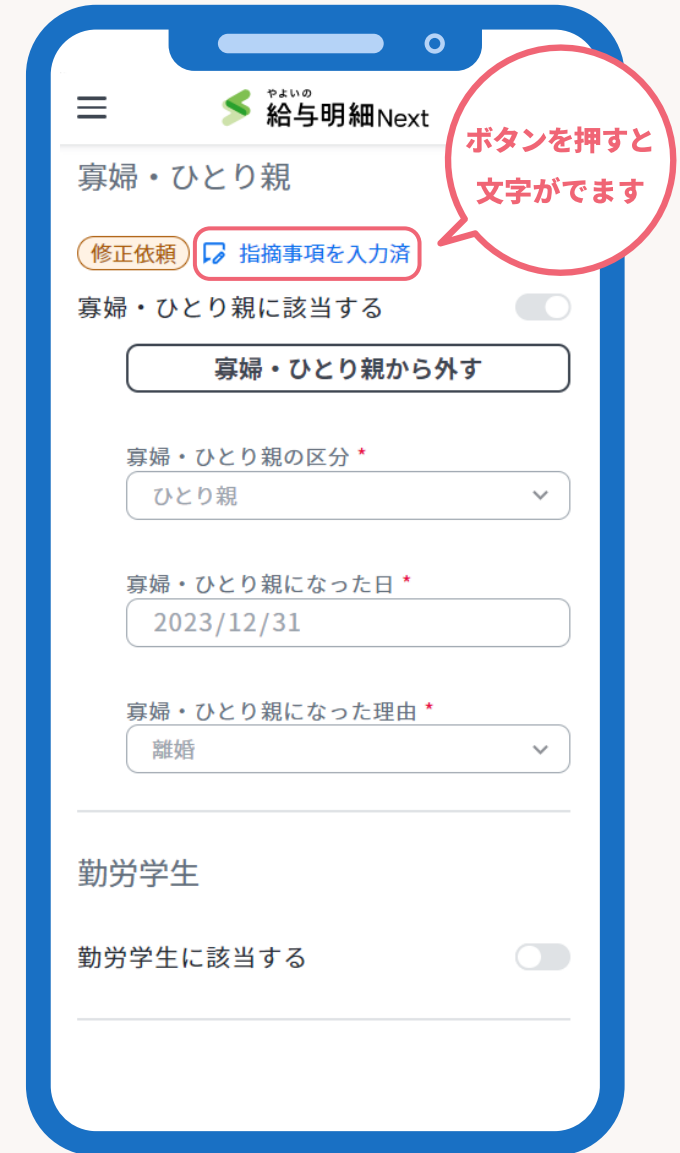 やよいの
給与明細Next
ボタンを押すと
文字がでます
寡婦・ひとり親
修正依頼 指摘事項を入力済
寡婦・ひとり親に該当する
寡婦・ひとり親から外す
寡婦・ひとり親の区分 *
ひとり親
寡婦・ひとり親になった日 *
2023/12/31
寡婦・ひとり親になった理由 *
離婚
勤労学生
勤労学生に該当する